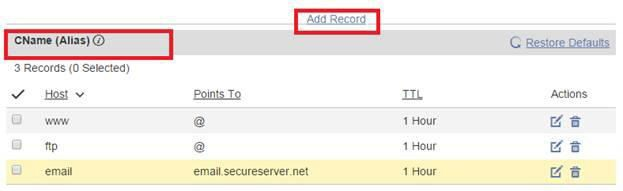 Add Record
CName (Alias) Restore Defaults
3 Records (0 Selected)
Host Points To TTL Actions
www @ 1 Hour
ftp @ 1 Hour
email email.secureserver.net 1 Hour